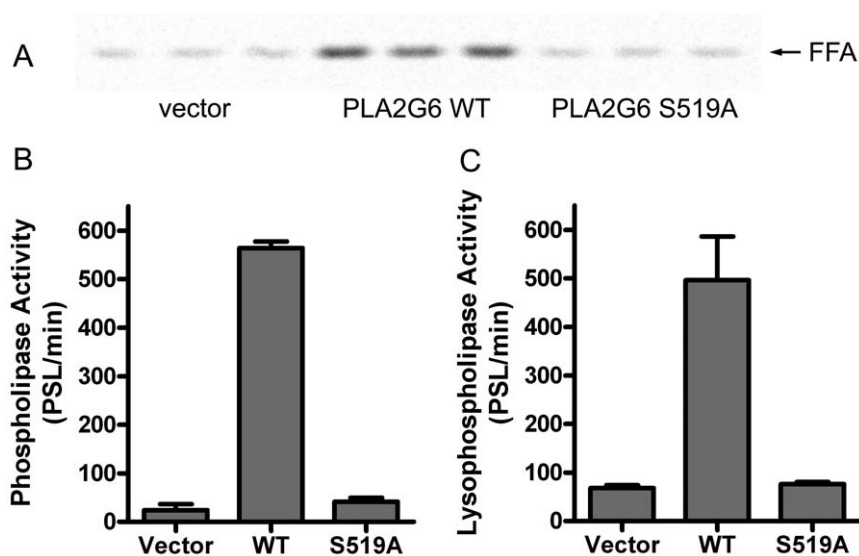 A
← FFA
vector
PLA2G6 WT
PLA2G6 S519A
B
Phospholipase Activity
(PSL/min)
600
500
400
300
200
100
0
Vector
WT
S519A
C
Lysophospholipase Activity
(PSL/min)
600
500
400
300
200
100
0
Vector
WT
S519A